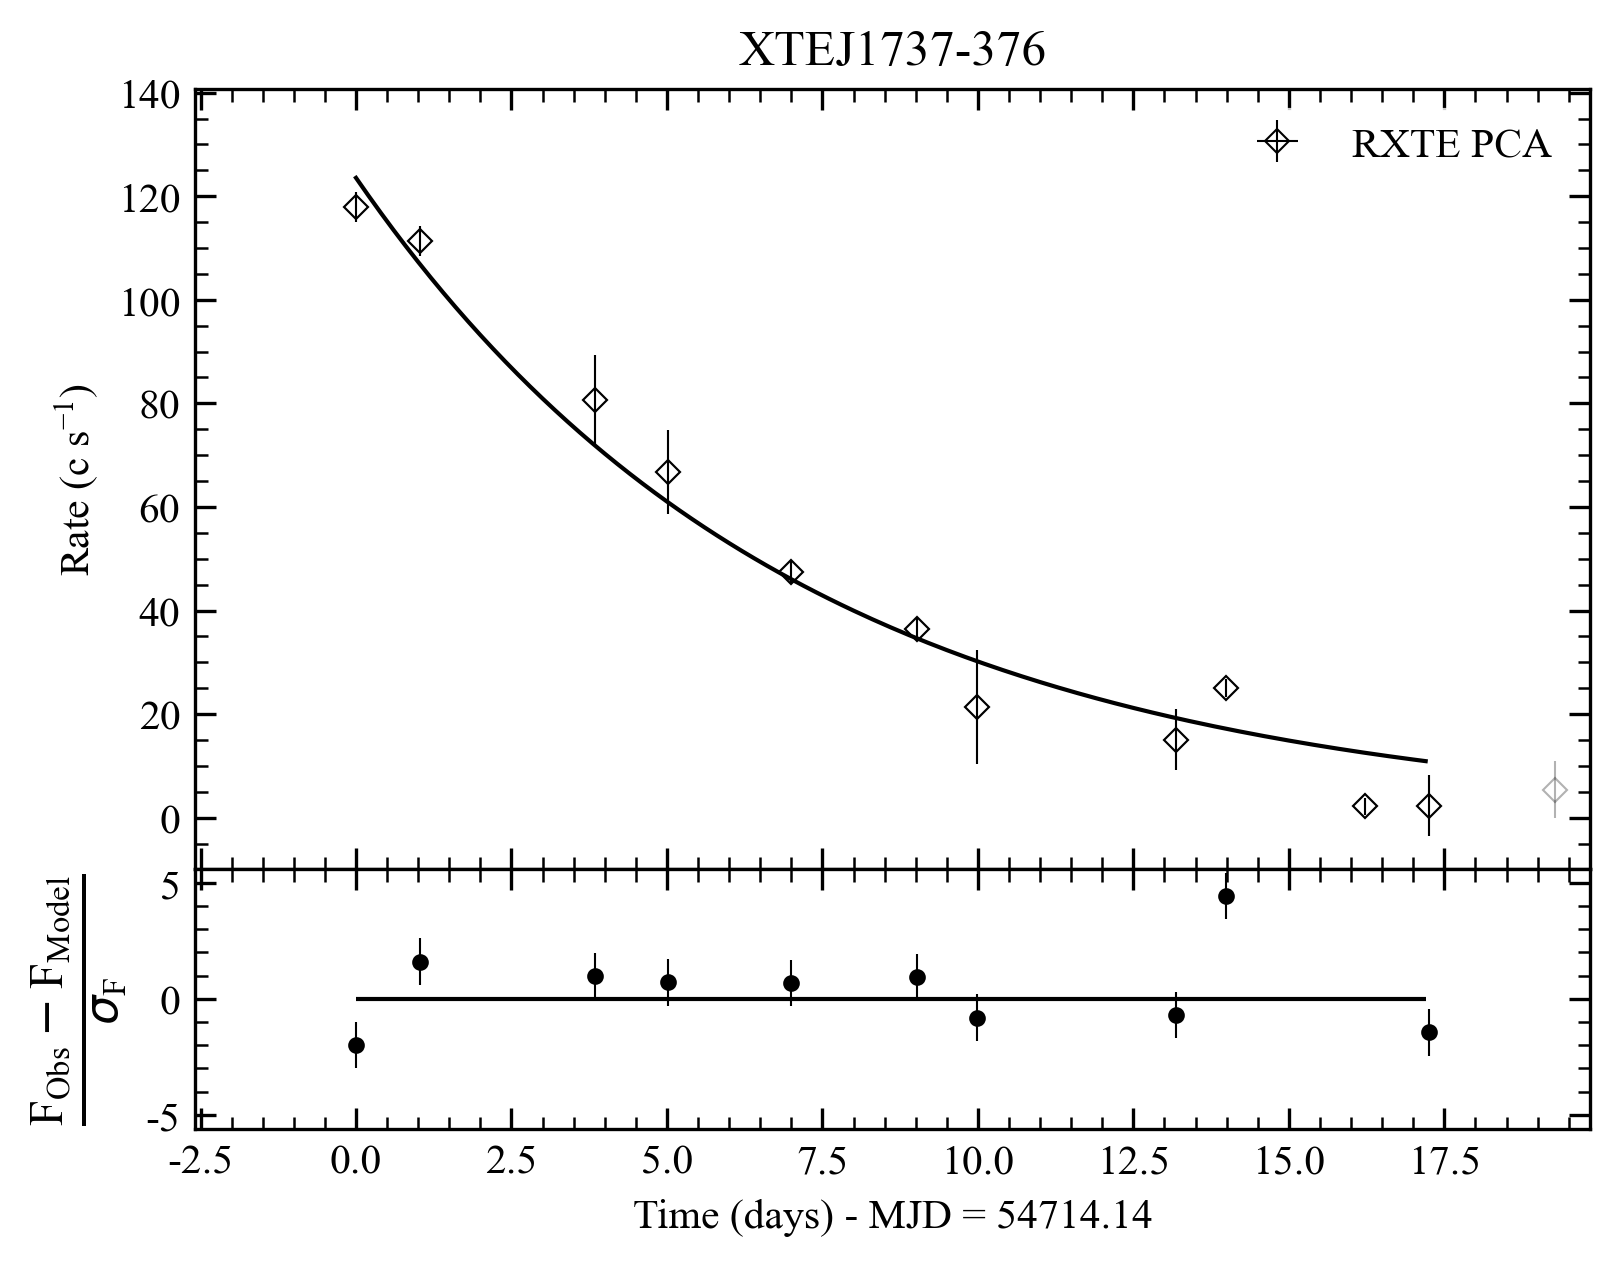 XTEJ1737-376
RXTE PCA
Rate (c s⁻¹)
140
120
100
80
60
40
20
0
F_Obs − F_Model
σ_F
5
0
-5
-2.5 0.0 2.5 5.0 7.5 10.0 12.5 15.0 17.5
Time (days) - MJD = 54714.14